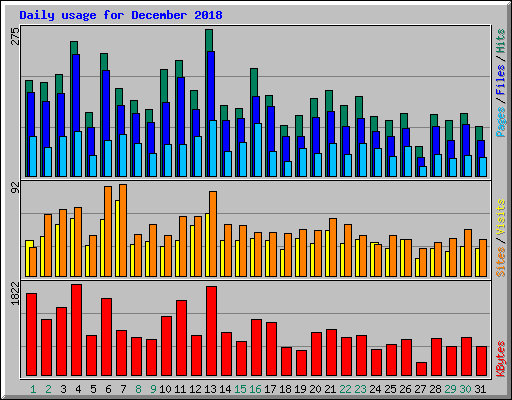 Daily usage for December 2018
275
Pages / Files / Hits
92
Sites / Visits
1822
KBytes
1 2 3 4 5 6 7 8 9 10 11 12 13 14 15 16 17 18 19 20 21 22 23 24 25 26 27 28 29 30 31